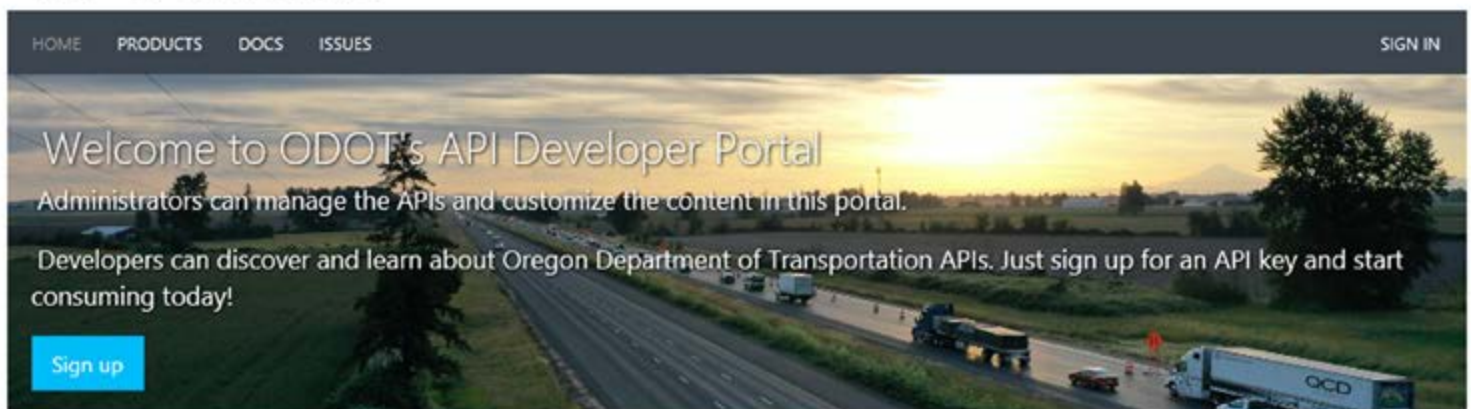 HOME PRODUCTS DOCS ISSUES SIGN IN
Welcome to ODOT's API Developer Portal
Administrators can manage the APIs and customize the content in this portal.
Developers can discover and learn about Oregon Department of Transportation APIs. Just sign up for an API key and start
consuming today!
Sign up
OCD